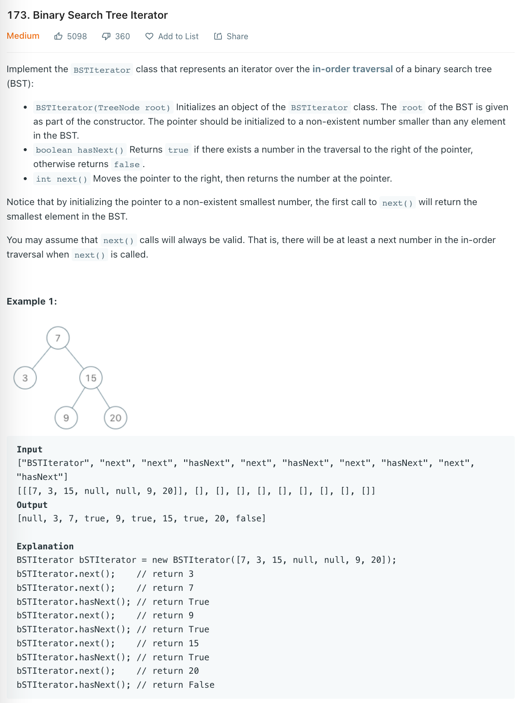 173. Binary Search Tree Iterator
Medium 5098 360 Add to List Share
Implement the BSTIterator class that represents an iterator over the in-order traversal of a binary search tree
(BST):
• BSTIterator(TreeNode root) Initializes an object of the BSTIterator class. The root of the BST is given
as part of the constructor. The pointer should be initialized to a non-existent number smaller than any element
in the BST.
• boolean hasNext() Returns true if there exists a number in the traversal to the right of the pointer,
otherwise returns false.
• int next() Moves the pointer to the right, then returns the number at the pointer.
Notice that by initializing the pointer to a non-existent smallest number, the first call to next() will return the
smallest element in the BST.
You may assume that next() calls will always be valid. That is, there will be at least a next number in the in-order
traversal when next() is called.
Example 1:
7
3 15
9 20
Input
["BSTIterator", "next", "next", "hasNext", "next", "hasNext", "next", "hasNext", "next",
"hasNext"]
[[[7, 3, 15, null, null, 9, 20]], [], [], [], [], [], [], [], [], []]
Output
[null, 3, 7, true, 9, true, 15, true, 20, false]
Explanation
BSTIterator bSTIterator = new BSTIterator([7, 3, 15, null, null, 9, 20]);
bSTIterator.next();    // return 3
bSTIterator.next();    // return 7
bSTIterator.hasNext(); // return True
bSTIterator.next();    // return 9
bSTIterator.hasNext(); // return True
bSTIterator.next();    // return 15
bSTIterator.hasNext(); // return True
bSTIterator.next();    // return 20
bSTIterator.hasNext(); // return False